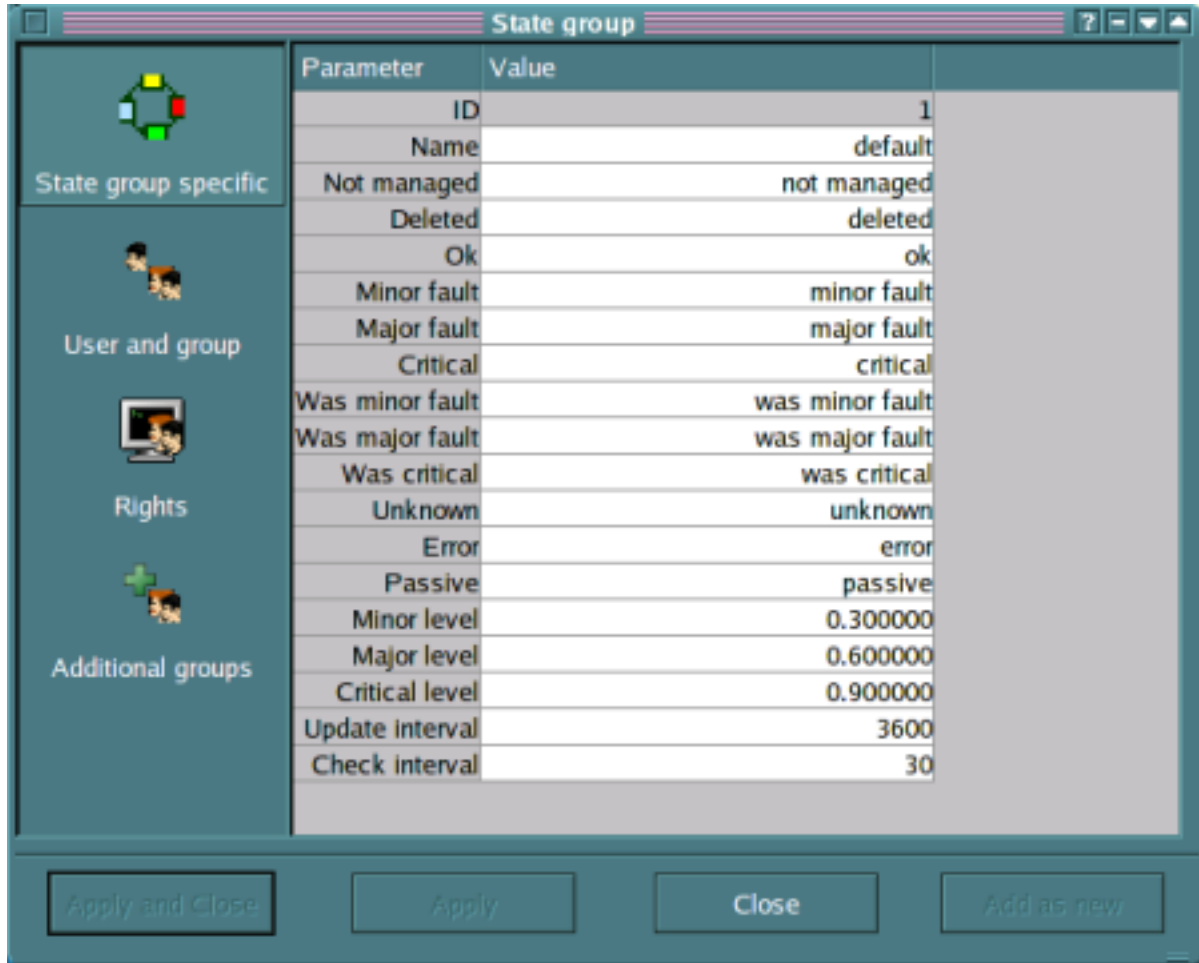 State group
State group specific
User and group
Rights
Additional groups
Parameter Value
ID 1
Name default
Not managed not managed
Deleted deleted
Ok ok
Minor fault minor fault
Major fault major fault
Critical critical
Was minor fault was minor fault
Was major fault was major fault
Was critical was critical
Unknown unknown
Error error
Passive passive
Minor level 0.300000
Major level 0.600000
Critical level 0.900000
Update interval 3600
Check interval 30
Apply and Close Apply Close Add as new